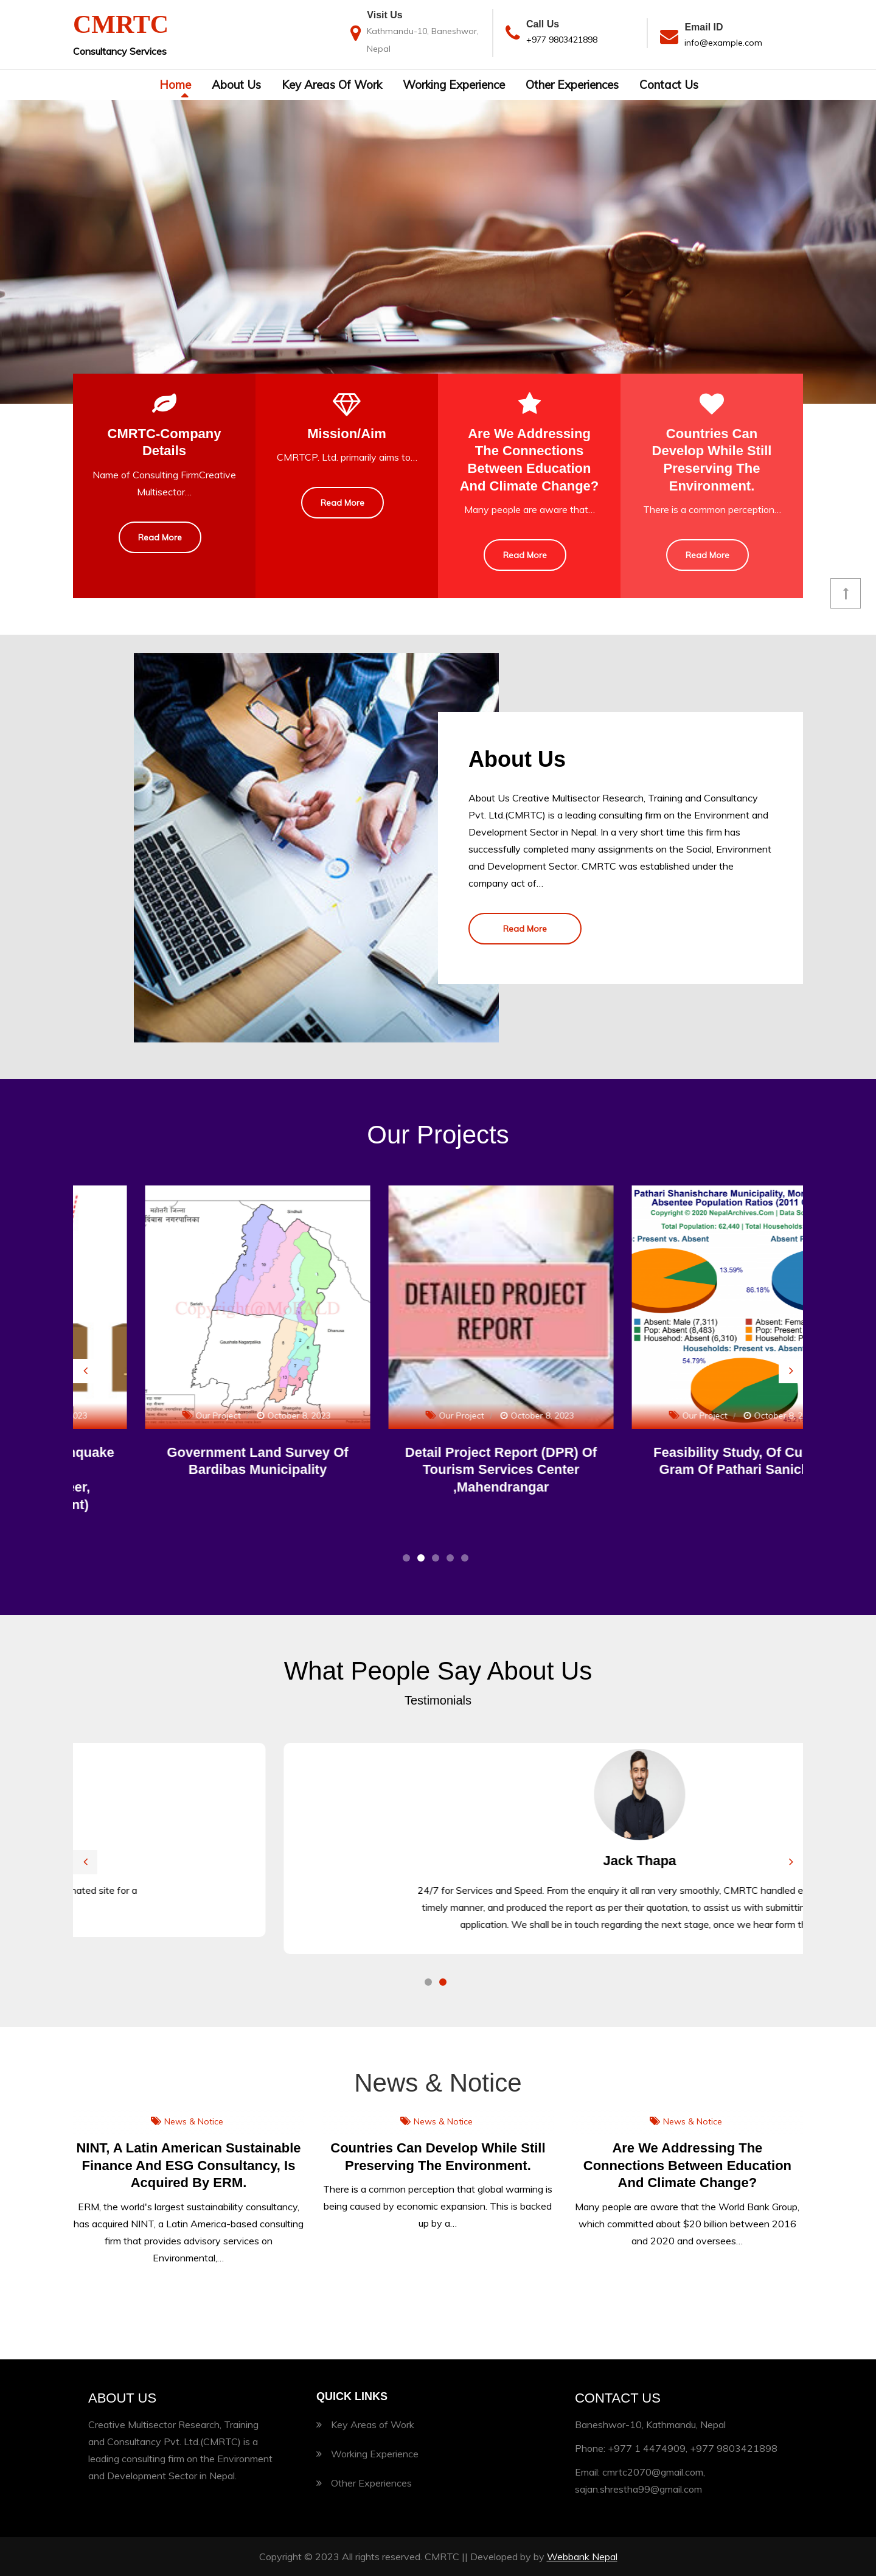 CMRTC
Consultancy Services
Visit Us
Kathmandu-10, Baneshwor,
Nepal
Call Us
+977 9803421898
Email ID
info@example.com
Home
About Us
Key Areas Of Work
Working Experience
Other Experiences
Contact Us
CMRTC-Company
Details
Name of Consulting FirmCreative
Multisector…
Read More
Mission/Aim
CMRTCP. Ltd. primarily aims to…
Read More
Are We Addressing
The Connections
Between Education
And Climate Change?
Many people are aware that…
Read More
Countries Can
Develop While Still
Preserving The
Environment.
There is a common perception…
Read More
About Us
About Us Creative Multisector Research, Training and Consultancy
Pvt. Ltd.(CMRTC) is a leading consulting firm on the Environment and
Development Sector in Nepal. In a very short time this firm has
successfully completed many assignments on the Social, Environment
and Development Sector. CMRTC was established under the
company act of…
Read More
Our Projects
Copyright@MoFALD
Our Project
October 8, 2023
Government Land Survey Of
Bardibas Municipality
DETAILED PROJECT
REPORT
Our Project
October 8, 2023
Detail Project Report (DPR) Of
Tourism Services Center
,Mahendrangar
Pathari Shanishchare Municipality, Mor
Absentee Population Ratios (2011
Copyright © 2020 NepalArchives.Com | Data So
Total Population: 62,440 | Total Households
: Present vs. Absent
13.59%
86.18%
Absent: Male (7,311)
Pop: Absent (8,483)
Househod: Absent (6,310)
Absent: Fema
Pop: Present
Househod: P
Households: Present vs. Absent
54.79%
Our Project
October 8, 2
Feasibility Study, Of Cu
Gram Of Pathari Sanic
What People Say About Us
Testimonials
nated site for a
Jack Thapa
24/7 for Services and Speed. From the enquiry it all ran very smoothly, CMRTC handled e
timely manner, and produced the report as per their quotation, to assist us with submittin
application. We shall be in touch regarding the next stage, once we hear form th
News & Notice
News & Notice
NINT, A Latin American Sustainable
Finance And ESG Consultancy, Is
Acquired By ERM.
ERM, the world's largest sustainability consultancy,
has acquired NINT, a Latin America-based consulting
firm that provides advisory services on
Environmental,…
News & Notice
Countries Can Develop While Still
Preserving The Environment.
There is a common perception that global warming is
being caused by economic expansion. This is backed
up by a…
News & Notice
Are We Addressing The
Connections Between Education
And Climate Change?
Many people are aware that the World Bank Group,
which committed about $20 billion between 2016
and 2020 and oversees…
ABOUT US
Creative Multisector Research, Training
and Consultancy Pvt. Ltd.(CMRTC) is a
leading consulting firm on the Environment
and Development Sector in Nepal.
QUICK LINKS
Key Areas of Work
Working Experience
Other Experiences
CONTACT US
Baneshwor-10, Kathmandu, Nepal
Phone: +977 1 4474909, +977 9803421898
Email: cmrtc2070@gmail.com,
sajan.shrestha99@gmail.com
Copyright © 2023 All rights reserved. CMRTC || Developed by by Webbank Nepal